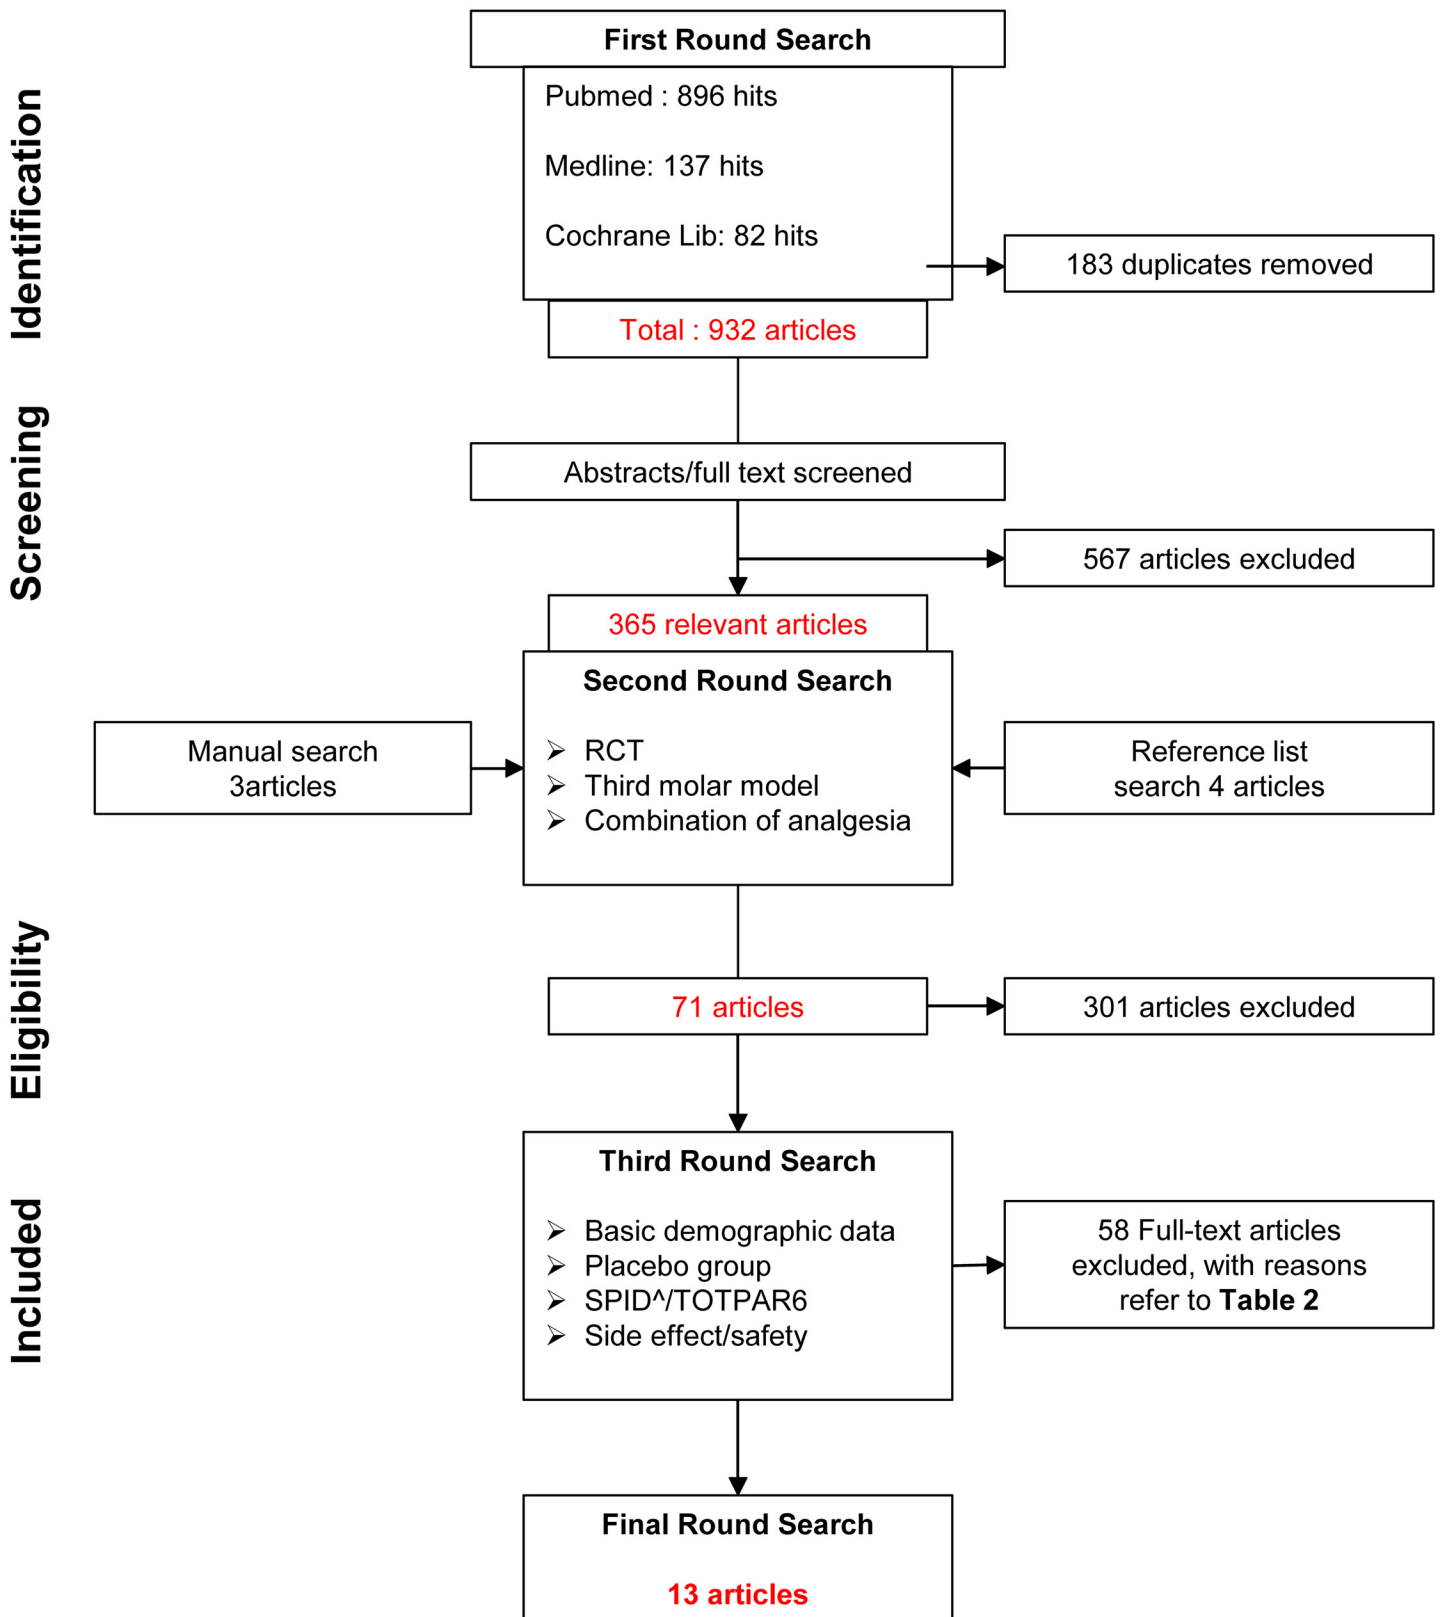 Identification
First Round Search
Pubmed : 896 hits
Medline: 137 hits
Cochrane Lib: 82 hits
183 duplicates removed
Total : 932 articles
Screening
Abstracts/full text screened
567 articles excluded
365 relevant articles
Second Round Search
➢ RCT
➢ Third molar model
➢ Combination of analgesia
Manual search
3articles
Reference list
search 4 articles
Eligibility
71 articles
301 articles excluded
Included
Third Round Search
➢ Basic demographic data
➢ Placebo group
➢ SPID^/TOTPAR6
➢ Side effect/safety
58 Full-text articles
excluded, with reasons
refer to Table 2
Final Round Search
13 articles